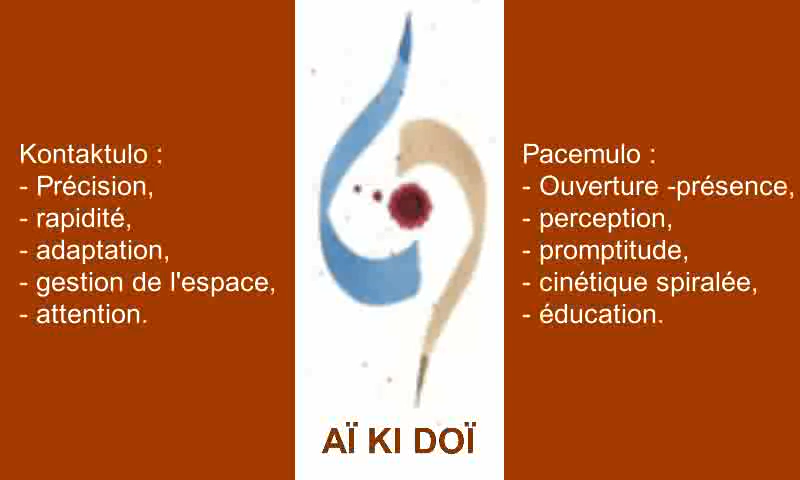 Kontaktulo :
- Précision,
- rapidité,
- adaptation,
- gestion de l'espace,
- attention.
AÏ KI DOÏ
Pacemulo :
- Ouverture -présence,
- perception,
- promptitude,
- cinétique spiralée,
- éducation.